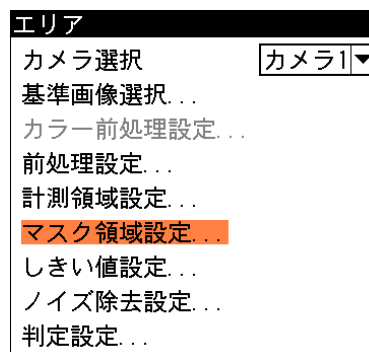 エリア
カメラ選択 カメラ1▼
基準画像選択...
カラー前処理設定...
前処理設定...
計測領域設定...
マスク領域設定...
しきい値設定...
ノイズ除去設定...
判定設定...